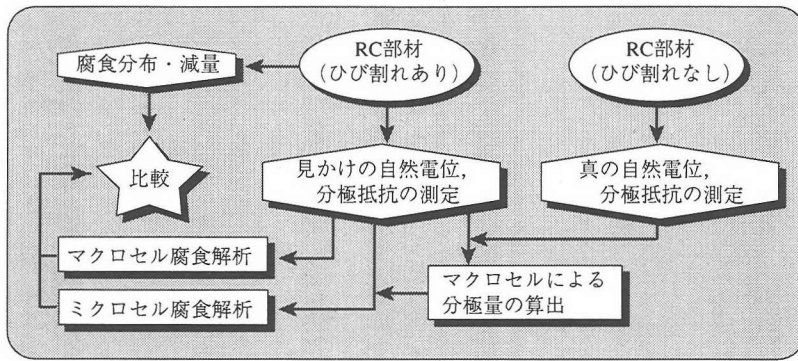 RC部材
(ひび割れあり)
RC部材
(ひび割れなし)
腐食分布・減量
比較
見かけの自然電位,
分極抵抗の測定
真の自然電位,
分極抵抗の測定
マクロセル腐食解析
ミクロセル腐食解析
マクロセルによる
分極量の算出